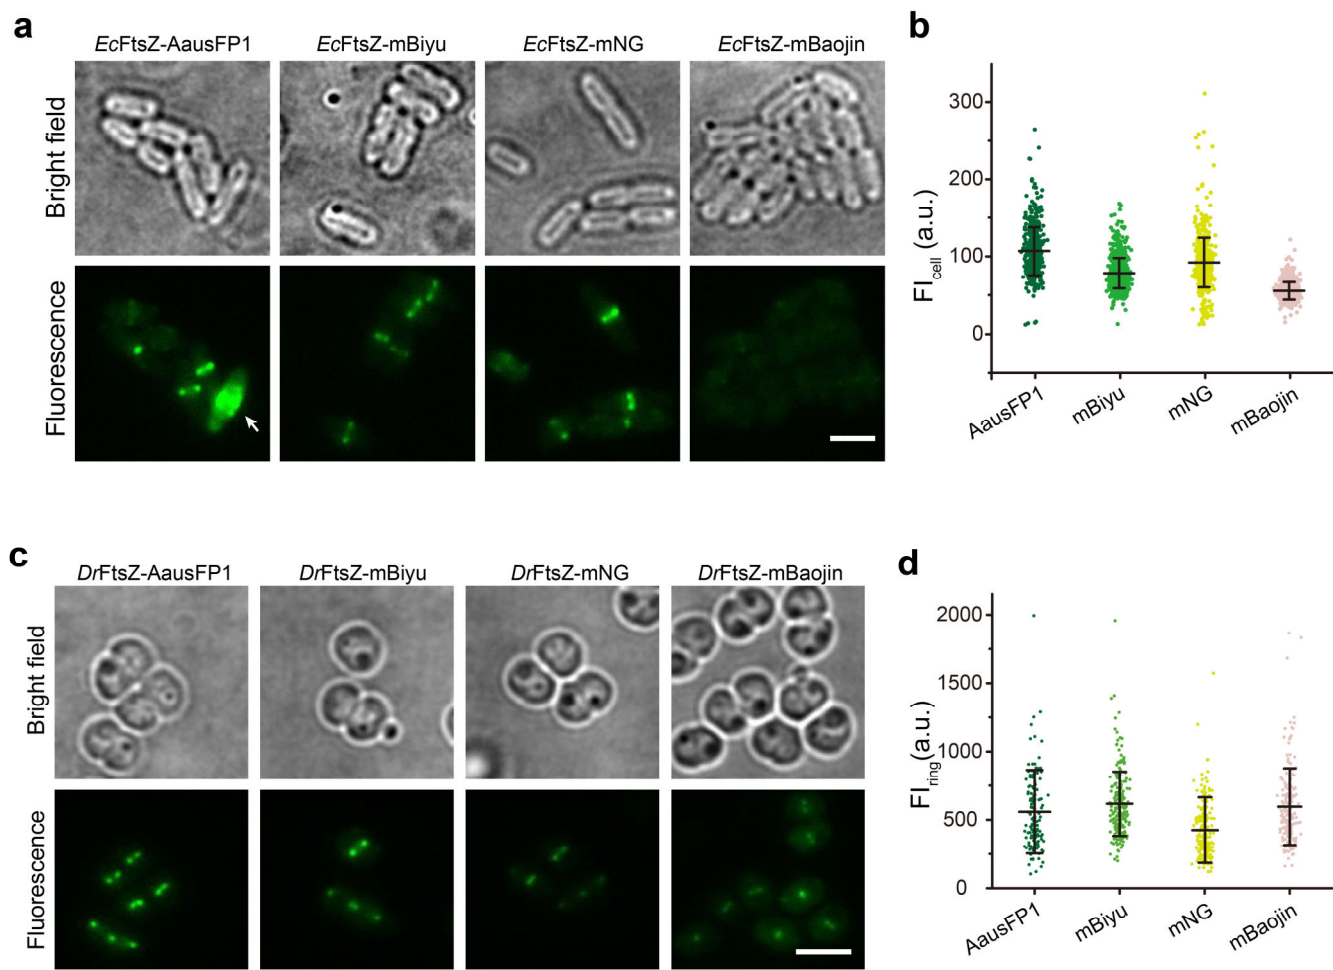 a
EcFtsZ-AausFP1 EcFtsZ-mBiyu EcFtsZ-mNG EcFtsZ-mBaojin
Bright field
Fluorescence
b
FIcell (a.u.)
300
200
100
0
AausFP1 mBiyu mNG mBaojin
c
DrFtsZ-AausFP1 DrFtsZ-mBiyu DrFtsZ-mNG DrFtsZ-mBaojin
Bright field
Fluorescence
d
FIring (a.u.)
2000
1500
1000
500
0
AausFP1 mBiyu mNG mBaojin